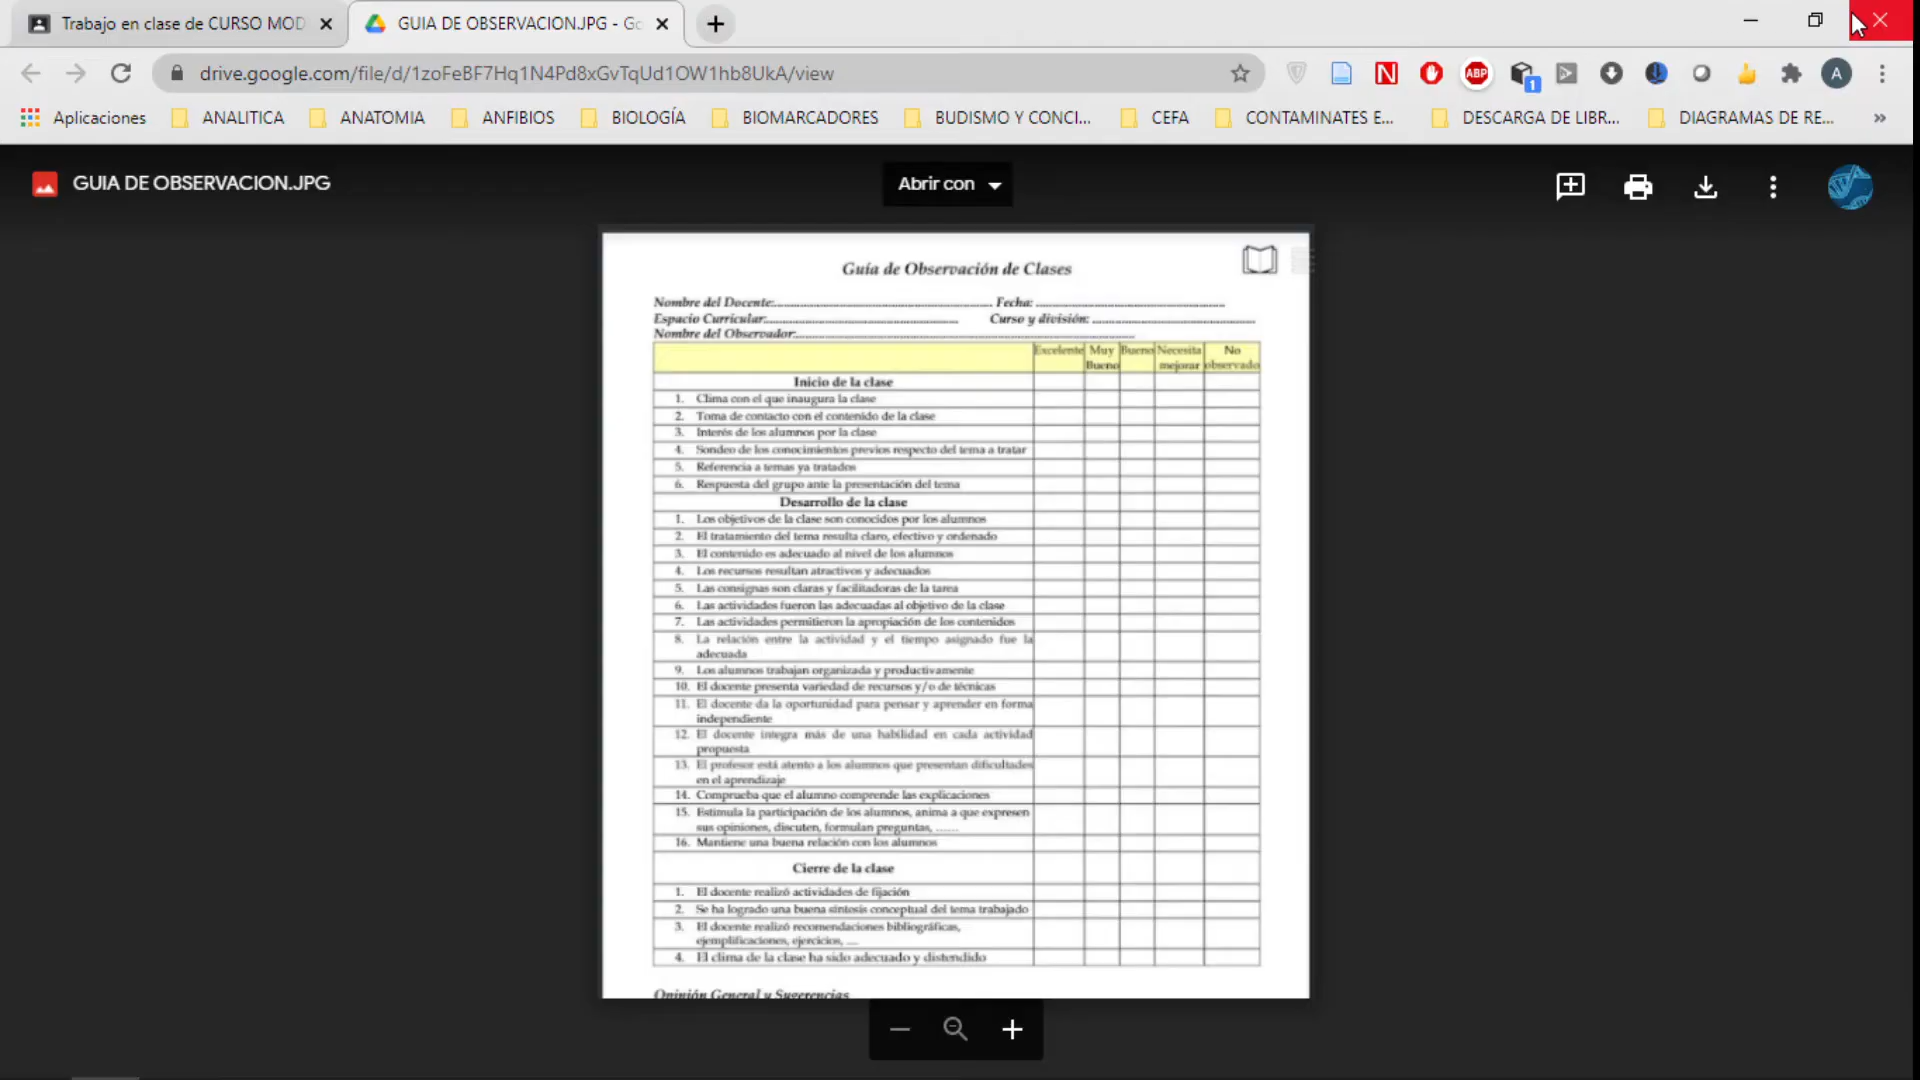 Trabajo en clase de CURSO MOD
GUIA DE OBSERVACION.JPG - Go
drive.google.com/file/d/1zoFeBF7Hq1N4Pd8xGvTqUd1OW1hb8UkA/view
N
ABP
1
A
Aplicaciones
ANALITICA
ANATOMIA
ANFIBIOS
BIOLOGÍA
BIOMARCADORES
BUDISMO Y CONCI...
CEFA
CONTAMINATES E...
DESCARGA DE LIBR...
DIAGRAMAS DE RE...
»
GUIA DE OBSERVACION.JPG
Abrir con
Guía de Observación de Clases
Nombre del Docente:.......... Fecha: ..........
Espacio Curricular:.......... Curso y división: ..........
Nombre del Observador:..........
Excelente Muy Bueno Bueno Necesita mejorar No observado
Inicio de la clase
1. Clima con el que inaugura la clase
2. Toma de contacto con el contenido de la clase
3. Interés de los alumnos por la clase
4. Sondeo de los conocimientos previos respecto del tema a tratar
5. Referencia a temas ya tratados
6. Respuesta del grupo ante la presentación del tema
Desarrollo de la clase
1. Los objetivos de la clase son conocidos por los alumnos
2. El tratamiento del tema resulta claro, efectivo y ordenado
3. El contenido es adecuado al nivel de los alumnos
4. Los recursos resultan atractivos y adecuados
5. Las consignas son claras y facilitadoras de la tarea
6. Las actividades fueron las adecuadas al objetivo de la clase
7. Las actividades permitieron la apropiación de los contenidos
8. La relación entre la actividad y el tiempo asignado fue la
adecuada
9. Los alumnos trabajan organizada y productivamente
10. El docente presenta variedad de recursos y/o de técnicas
11. El docente da la oportunidad para pensar y aprender en forma
independiente
12. El docente integra más de una habilidad en cada actividad
propuesta
13. El profesor está atento a los alumnos que presentan dificultades
en el aprendizaje
14. Comprueba que el alumno comprende las explicaciones
15. Estimula la participación de los alumnos, anima a que expresen
sus opiniones, discuten, formulan preguntas, ......
16. Mantiene una buena relación con los alumnos
Cierre de la clase
1. El docente realizó actividades de fijación
2. Se ha logrado una buena síntesis conceptual del tema trabajado
3. El docente realizó recomendaciones bibliográficas,
ejemplificaciones, ejercicios, ...
4. El clima de la clase ha sido adecuado y distendido
Opinión General y Sugerencias